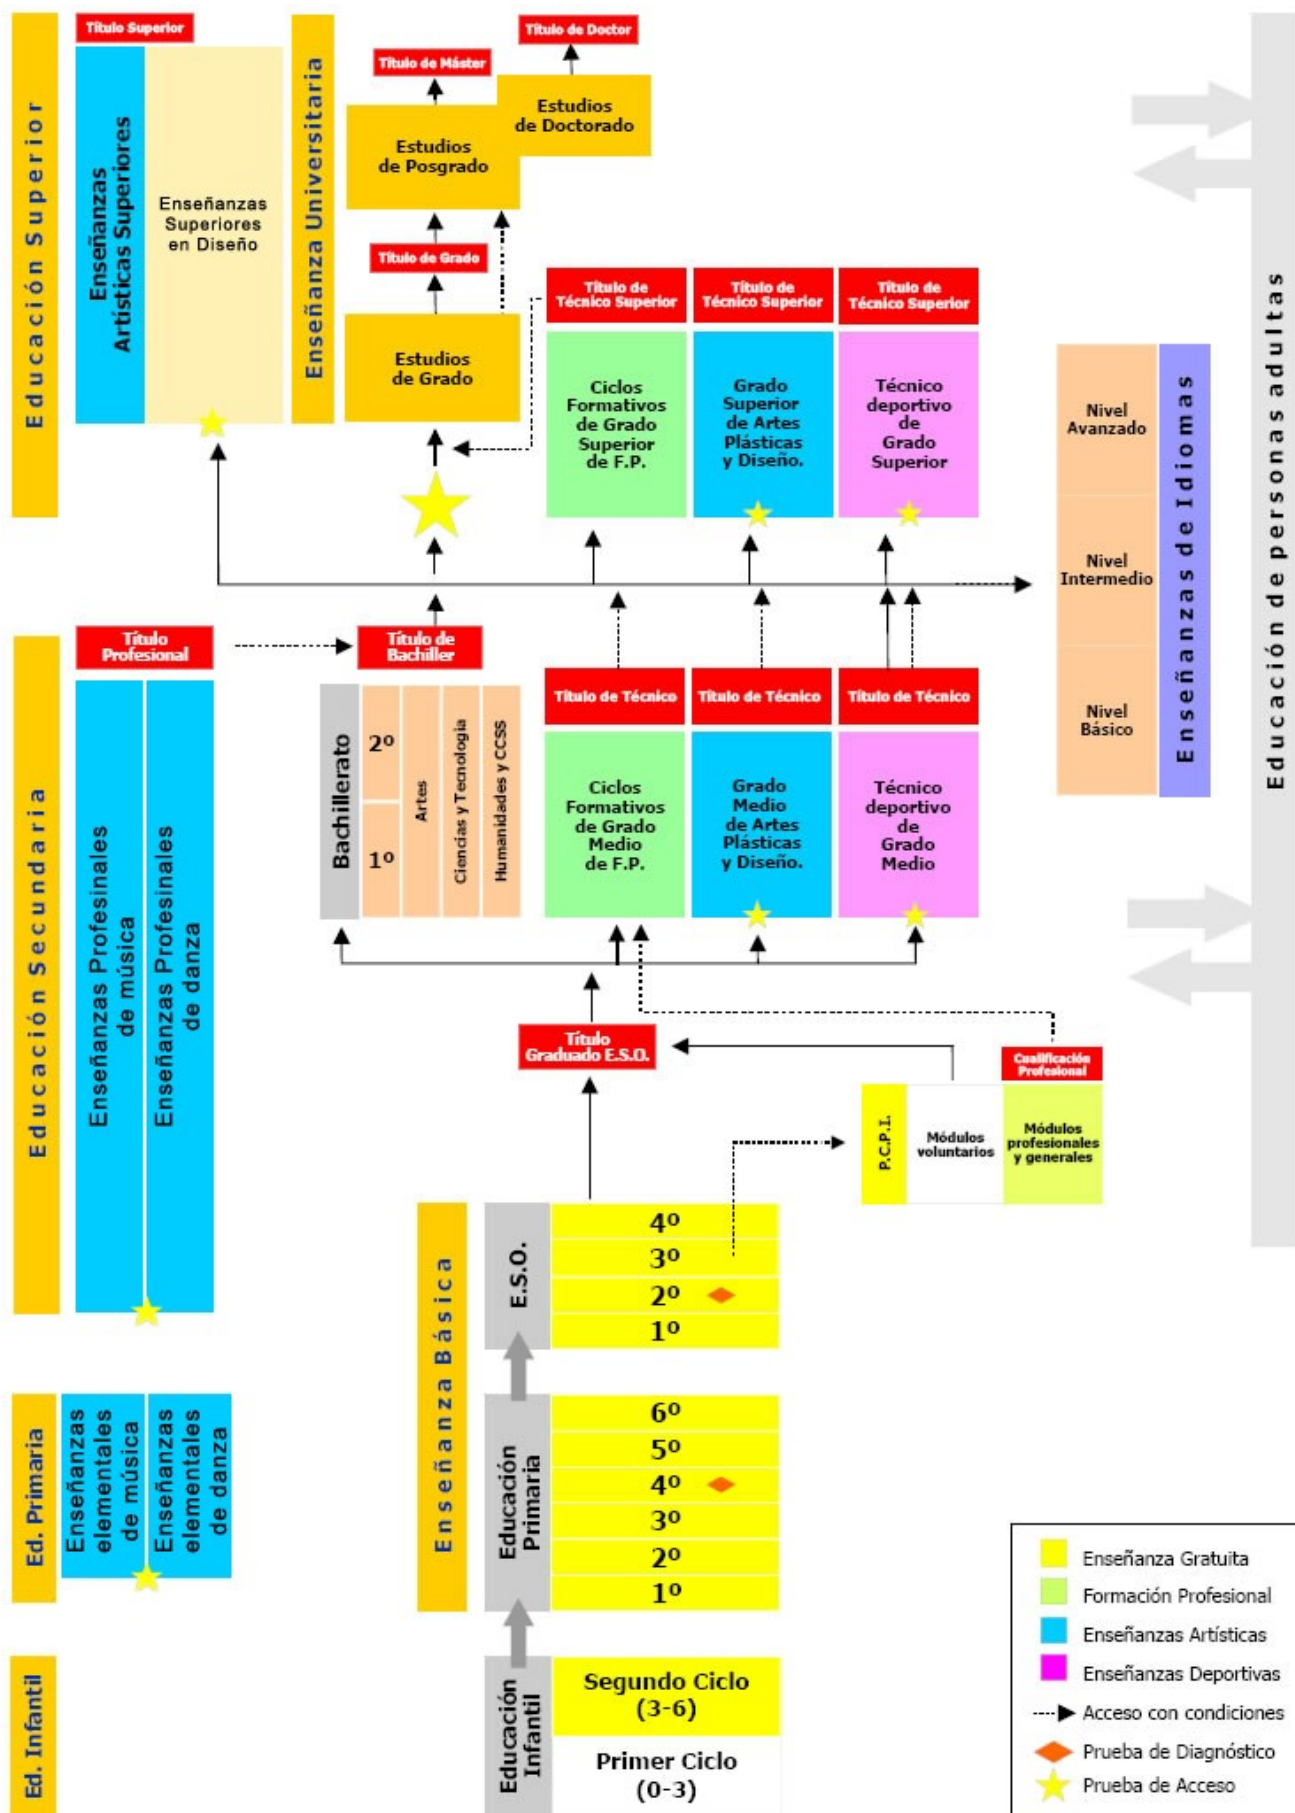 Educación Superior
Título Superior
Enseñanzas
Artísticas Superiores
Enseñanzas
Superiores
en Diseño
Enseñanza Universitaria
Título de Máster
Título de Doctor
Estudios
de Doctorado
Estudios
de Posgrado
Título de Grado
Estudios
de Grado
Título de
Técnico Superior
Título de
Técnico Superior
Título de
Técnico Superior
Ciclos
Formativos
de Grado
Superior
de F.P.
Grado
Superior
de Artes
Plásticas
y Diseño.
Técnico
deportivo
de
Grado
Superior
Nivel
Avanzado
Nivel
Intermedio
Nivel
Básico
Enseñanzas de Idiomas
Educación de personas adultas
Educación Secundaria
Título
Profesional
Enseñanzas Profesinales
de música
Enseñanzas Profesinales
de danza
Título de
Bachiller
Bachillerato
2º
1º
Artes
Ciencias y Tecnología
Humanidades y CCSS
Título de Técnico
Título de Técnico
Título de Técnico
Ciclos
Formativos
de Grado
Medio
de F.P.
Grado
Medio
de Artes
Plásticas
y Diseño.
Técnico
deportivo
de
Grado
Medio
Título
Graduado E.S.O.
Cualificación
Profesional
P.C.P.I.
Módulos
voluntarios
Módulos
profesionales
y generales
Enseñanza Básica
E.S.O.
4º
3º
2º
1º
Ed. Primaria
Enseñanzas
elementales
de música
Enseñanzas
elementales
de danza
Educación
Primaria
6º
5º
4º
3º
2º
1º
Ed. Infantil
Educación
Infantil
Segundo Ciclo
(3-6)
Primer Ciclo
(0-3)
Enseñanza Gratuita
Formación Profesional
Enseñanzas Artísticas
Enseñanzas Deportivas
Acceso con condiciones
Prueba de Diagnóstico
Prueba de Acceso